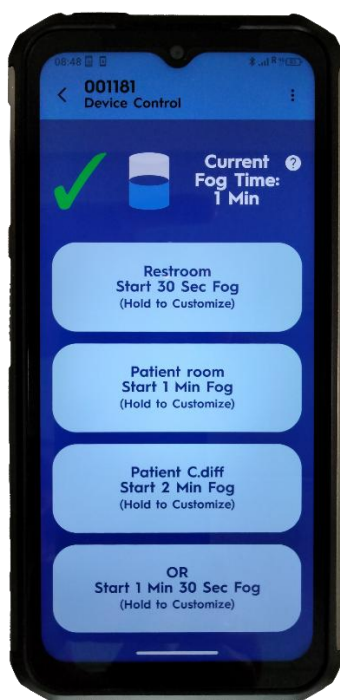 08:48
001181
Device Control
Current
Fog Time:
1 Min
?
Restroom
Start 30 Sec Fog
(Hold to Customize)
Patient room
Start 1 Min Fog
(Hold to Customize)
Patient C.diff
Start 2 Min Fog
(Hold to Customize)
OR
Start 1 Min 30 Sec Fog
(Hold to Customize)